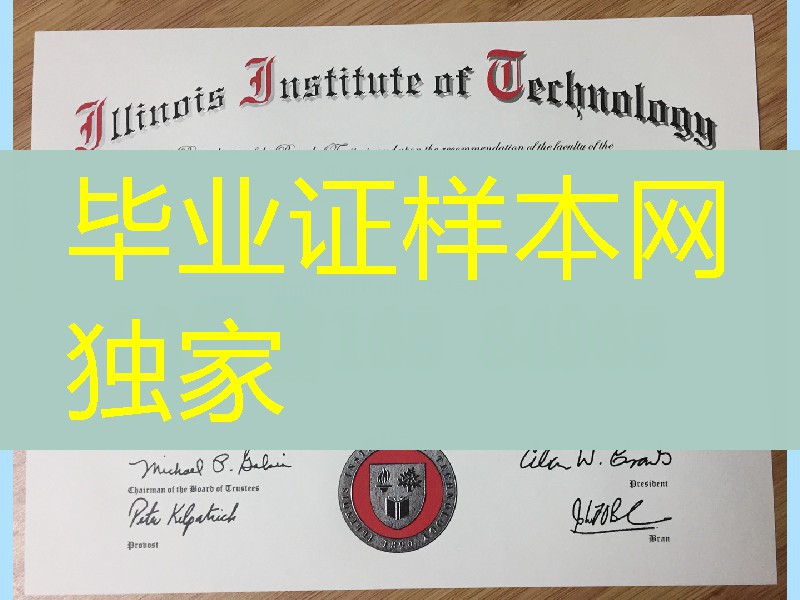 Illinois Institute of Technology
upon the recommendation of the faculty of the
毕业证样本网
独家
Michael P. Galvin
Alan W. Cramb
Chairman of the Board of Trustees
President
Peter Kilpatrick
Provost
Bean